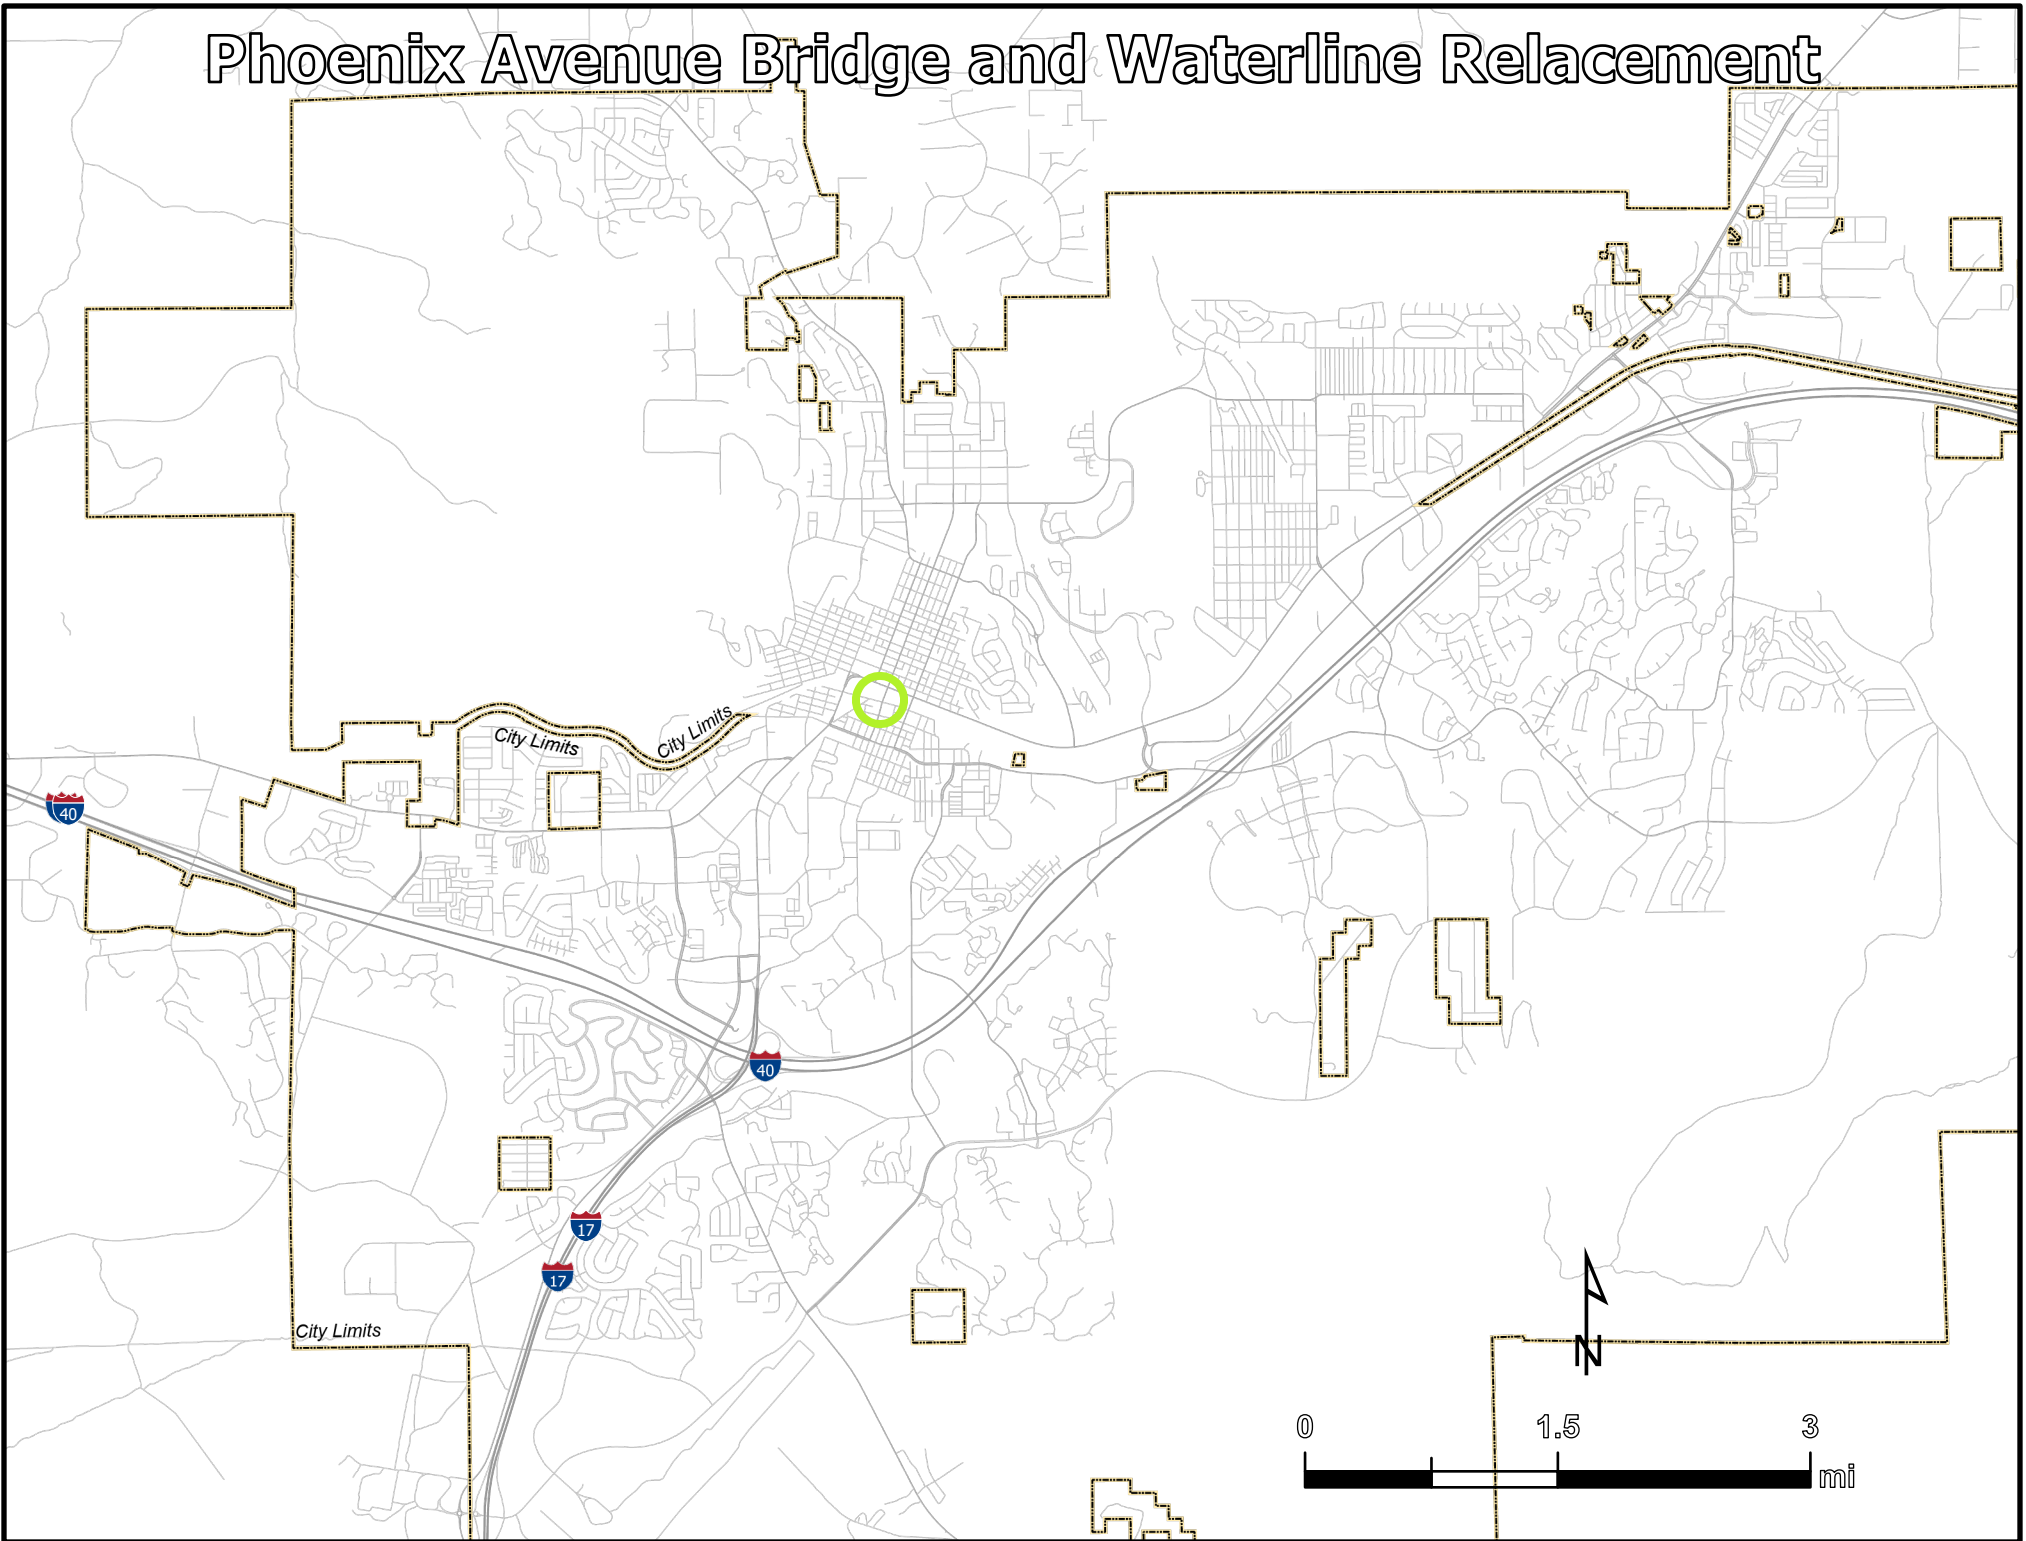 Phoenix Avenue Bridge and Waterline Relacement
City Limits
City Limits
40
40
17
17
City Limits
N
0 1.5 3
mi